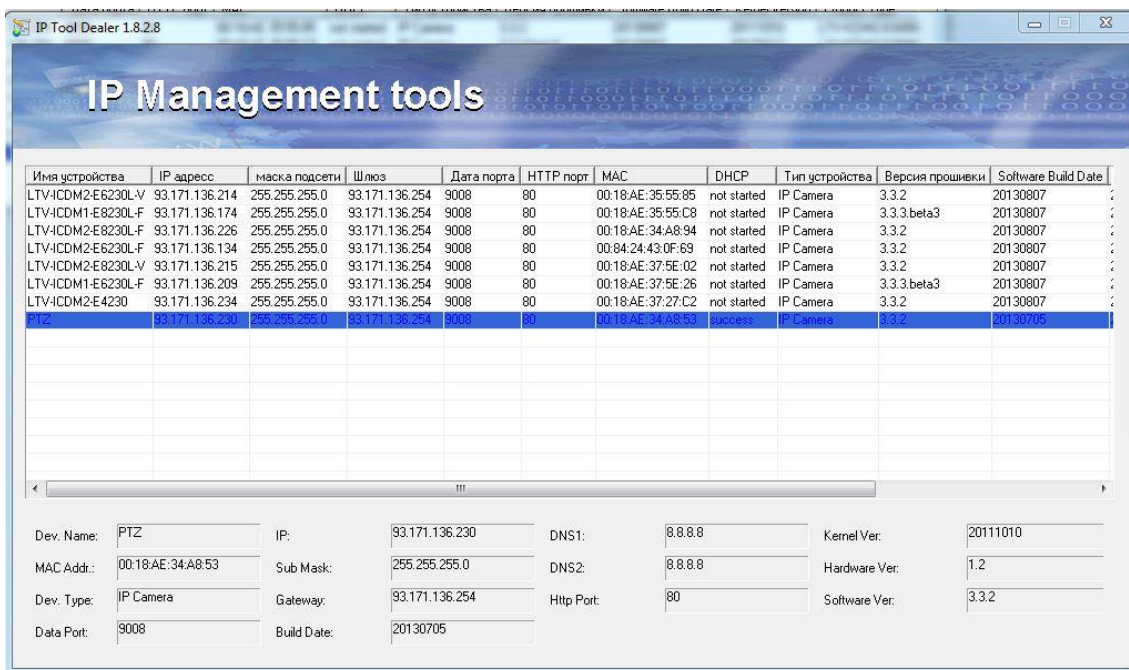 IP Tool Dealer 1.8.2.8
IP Management tools
Имя устройства IP адресс маска подсети Шлюз Дата порта HTTP порт MAC DHCP Тип устройства Версия прошивки Software Build Date
LTV-ICDM2-E6230L-V 93.171.136.214 255.255.255.0 93.171.136.254 9008 80 00:18:AE:35:55:85 not started IP Camera 3.3.2 20130807
LTV-ICDM1-E8230L-F 93.171.136.174 255.255.255.0 93.171.136.254 9008 80 00:18:AE:35:55:C8 not started IP Camera 3.3.3.beta3 20130807
LTV-ICDM2-E8230L-F 93.171.136.226 255.255.255.0 93.171.136.254 9008 80 00:18:AE:34:A8:94 not started IP Camera 3.3.2 20130807
LTV-ICDM2-E6230L-F 93.171.136.134 255.255.255.0 93.171.136.254 9008 80 00:84:24:43:0F:69 not started IP Camera 3.3.2 20130807
LTV-ICDM2-E8230L-V 93.171.136.215 255.255.255.0 93.171.136.254 9008 80 00:18:AE:37:5E:02 not started IP Camera 3.3.2 20130807
LTV-ICDM1-E6230L-F 93.171.136.209 255.255.255.0 93.171.136.254 9008 80 00:18:AE:37:5E:26 not started IP Camera 3.3.3.beta3 20130807
LTV-ICDM2-E4230 93.171.136.234 255.255.255.0 93.171.136.254 9008 80 00:18:AE:37:27:C2 not started IP Camera 3.3.2 20130807
PTZ 93.171.136.230 255.255.255.0 93.171.136.254 9008 80 00:18:AE:34:A8:53 success IP Camera 3.3.2 20130705
Dev. Name: PTZ IP: 93.171.136.230 DNS1: 8.8.8.8 Kernel Ver: 20111010
MAC Addr.: 00:18:AE:34:A8:53 Sub Mask: 255.255.255.0 DNS2: 8.8.8.8 Hardware Ver: 1.2
Dev. Type: IP Camera Gateway: 93.171.136.254 Http Port: 80 Software Ver: 3.3.2
Data Port: 9008 Build Date: 20130705